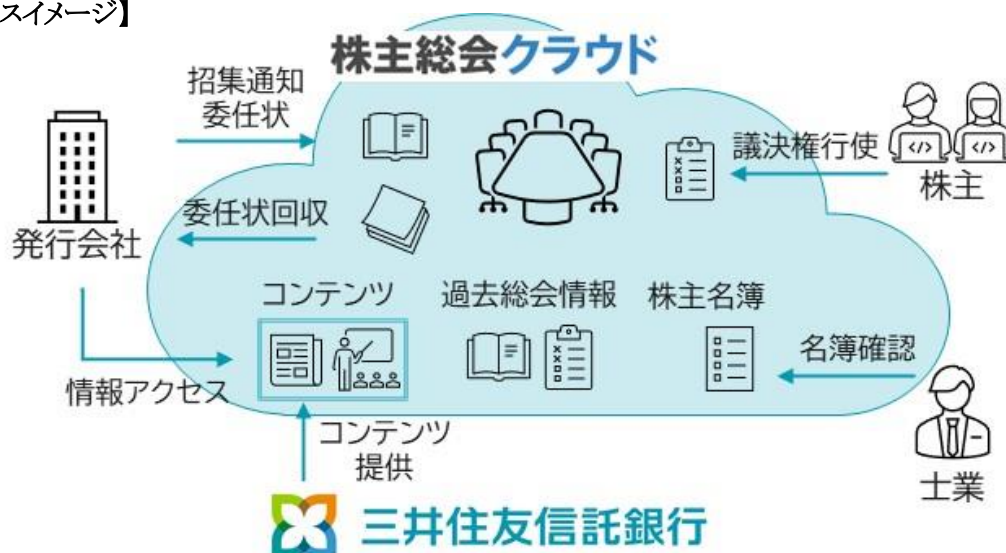 スイメージ】
株主総会クラウド
招集通知
委任状
議決権行使
株主
委任状回収
発行会社
コンテンツ
過去総会情報
株主名簿
名簿確認
情報アクセス
コンテンツ
提供
士業
三井住友信託銀行